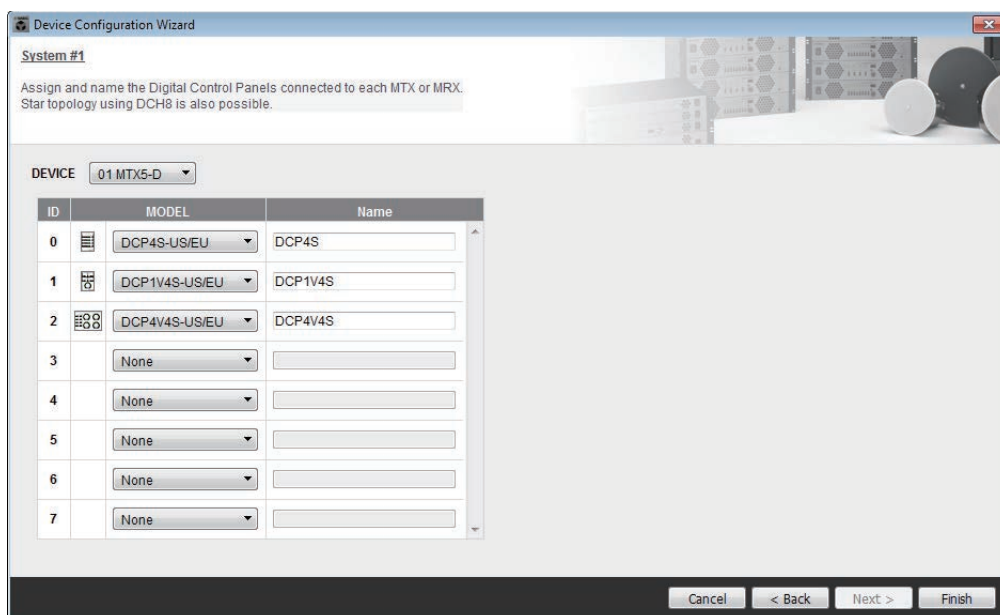 Device Configuration Wizard
System #1
Assign and name the Digital Control Panels connected to each MTX or MRX.
Star topology using DCH8 is also possible.
DEVICE 01 MTX5-D
ID MODEL Name
0 DCP4S-US/EU DCP4S
1 DCP1V4S-US/EU DCP1V4S
2 DCP4V4S-US/EU DCP4V4S
3 None
4 None
5 None
6 None
7 None
Cancel < Back Next > Finish